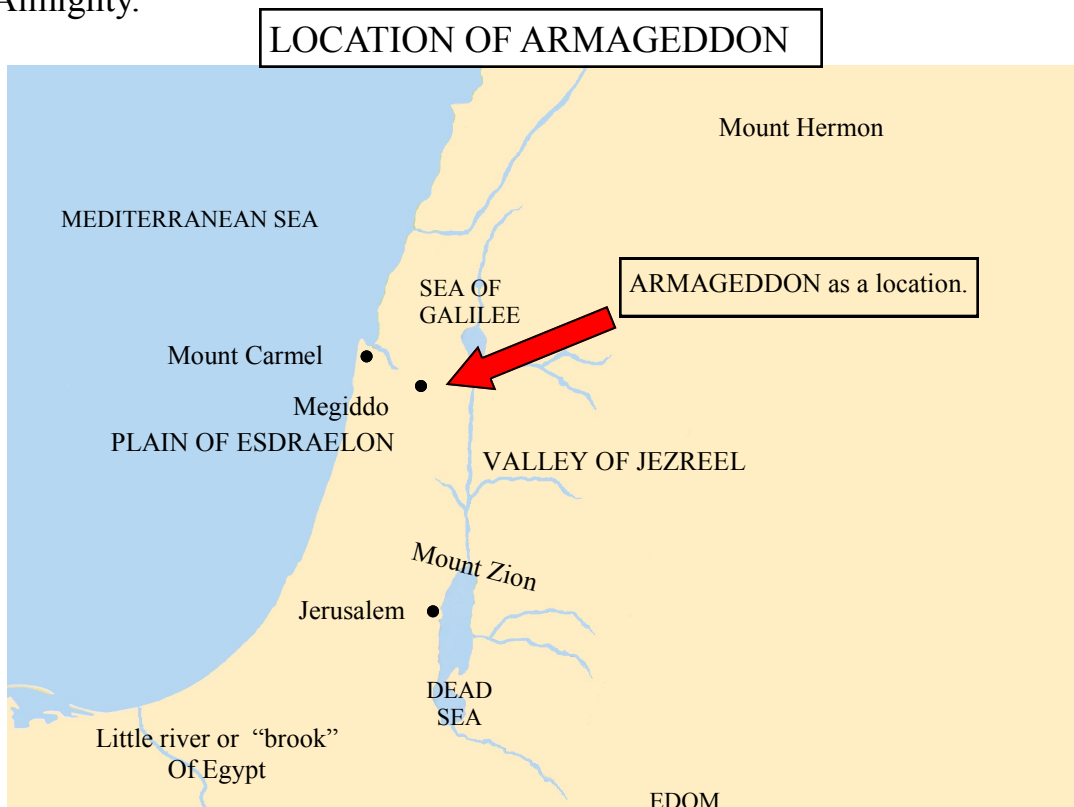 Almighty.
LOCATION OF ARMAGEDDON
Mount Hermon
MEDITERRANEAN SEA
ARMAGEDDON as a location.
SEA OF
GALILEE
Mount Carmel
Megiddo
PLAIN OF ESDRAELON
VALLEY OF JEZREEL
Mount Zion
Jerusalem
DEAD
SEA
Little river or “brook”
Of Egypt
EDOM